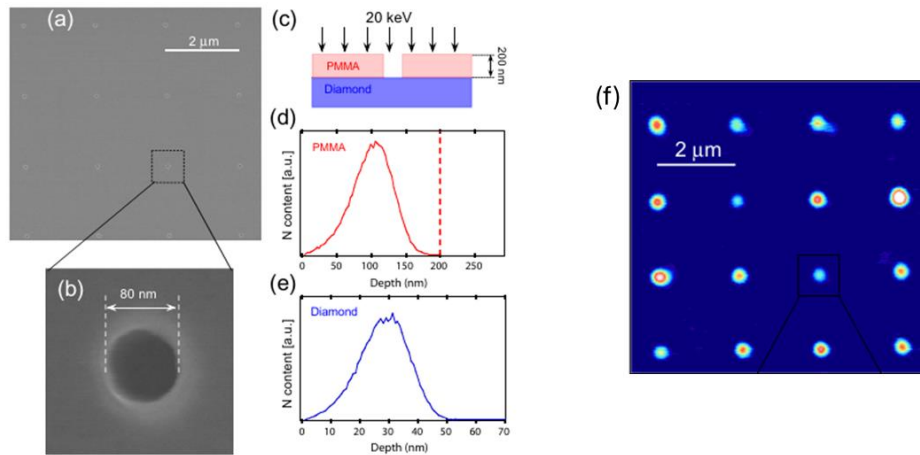 (a)
2 μm
(b)
80 nm
(c)
20 keV
PMMA
Diamond
200 nm
(d)
PMMA
N content [a.u.]
0 50 100 150 200 250
Depth (nm)
(e)
Diamond
N content [a.u.]
0 10 20 30 40 50 60 70
Depth (nm)
(f)
2 μm